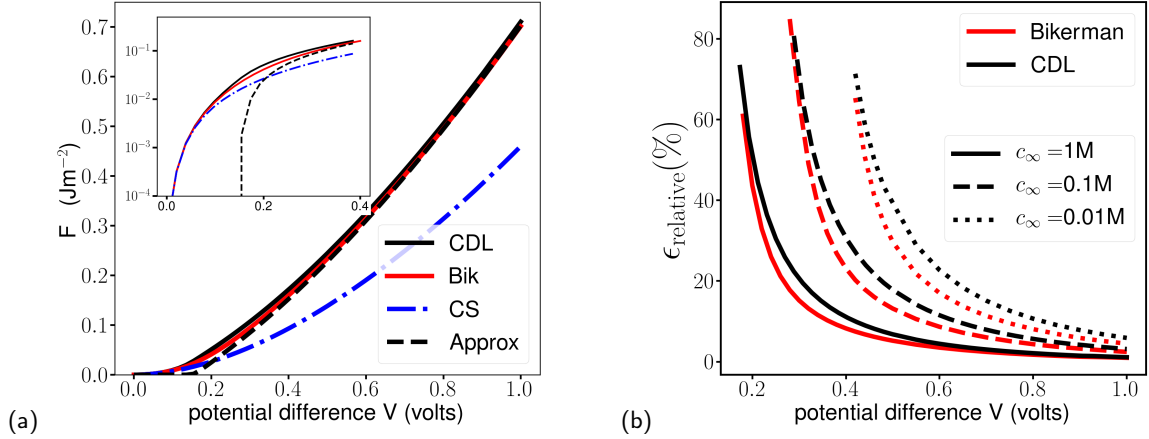 0.7
0.6
0.5
0.4
0.3
0.2
0.1
0.0
F (Jm⁻²)
10⁻¹
10⁻²
10⁻³
10⁻⁴
0.0 0.2 0.4
CDL
Bik
CS
Approx
0.0 0.2 0.4 0.6 0.8 1.0
potential difference V (volts)
(a)
80
60
40
20
0
ϵrelative(%)
Bikerman
CDL
c∞ =1M
c∞ =0.1M
c∞ =0.01M
0.2 0.4 0.6 0.8 1.0
potential difference V (volts)
(b)